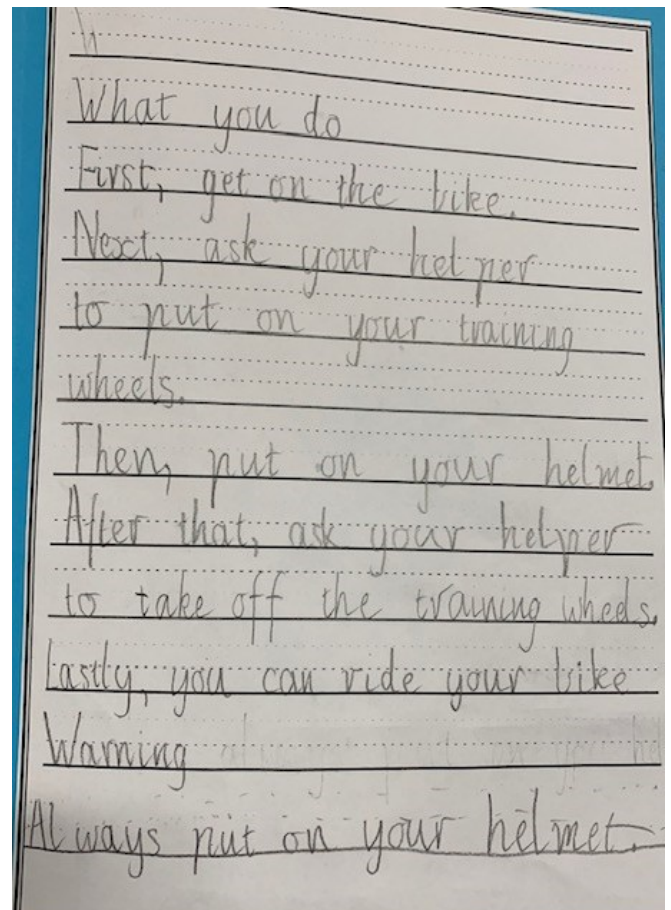 What you do
First, get on the bike.
Next, ask your helper
to put on your training
wheels.
Then, put on your helmet.
After that, ask your helper
to take off the training wheels.
Lastly, you can ride your bike
Warning
Always put on your helmet.